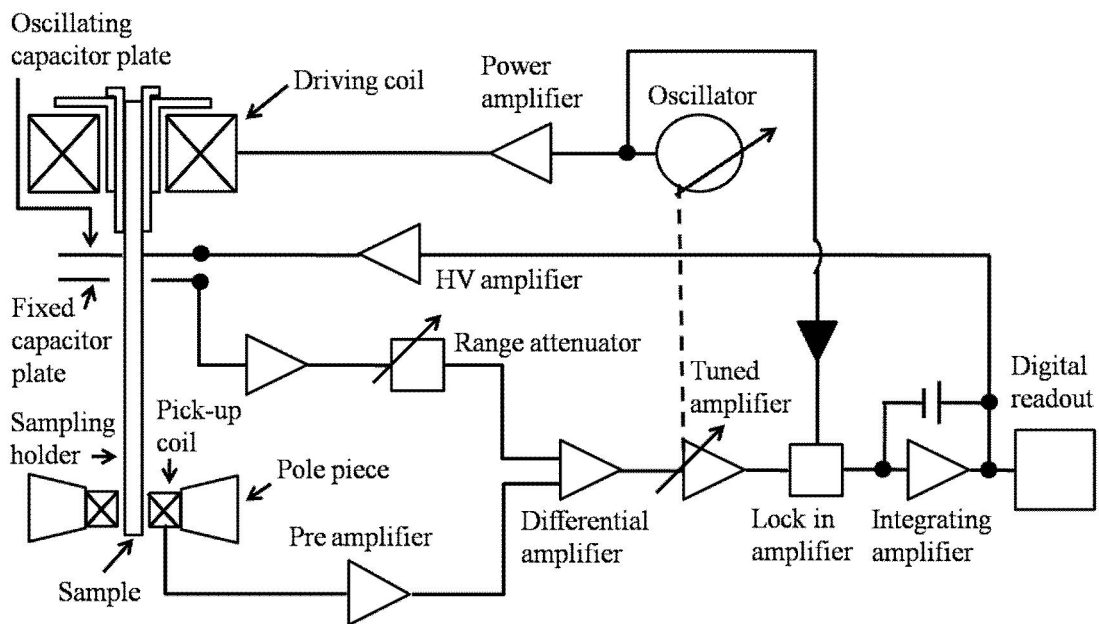 Oscillating
capacitor plate
Driving coil
Power
amplifier
Oscillator
HV amplifier
Fixed
capacitor
plate
Range attenuator
Tuned
amplifier
Digital
readout
Sampling
holder
Pick-up
coil
Pole piece
Pre amplifier
Differential
amplifier
Lock in
amplifier
Integrating
amplifier
Sample